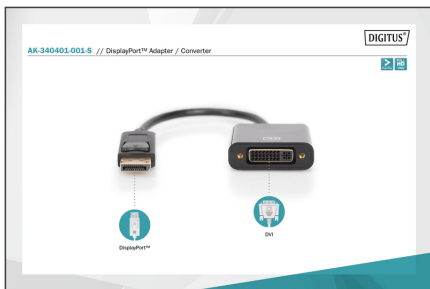 DIGITUS®
AK-340401-001-S // DisplayPort™ Adapter / Converter
DisplayPort™
DVI